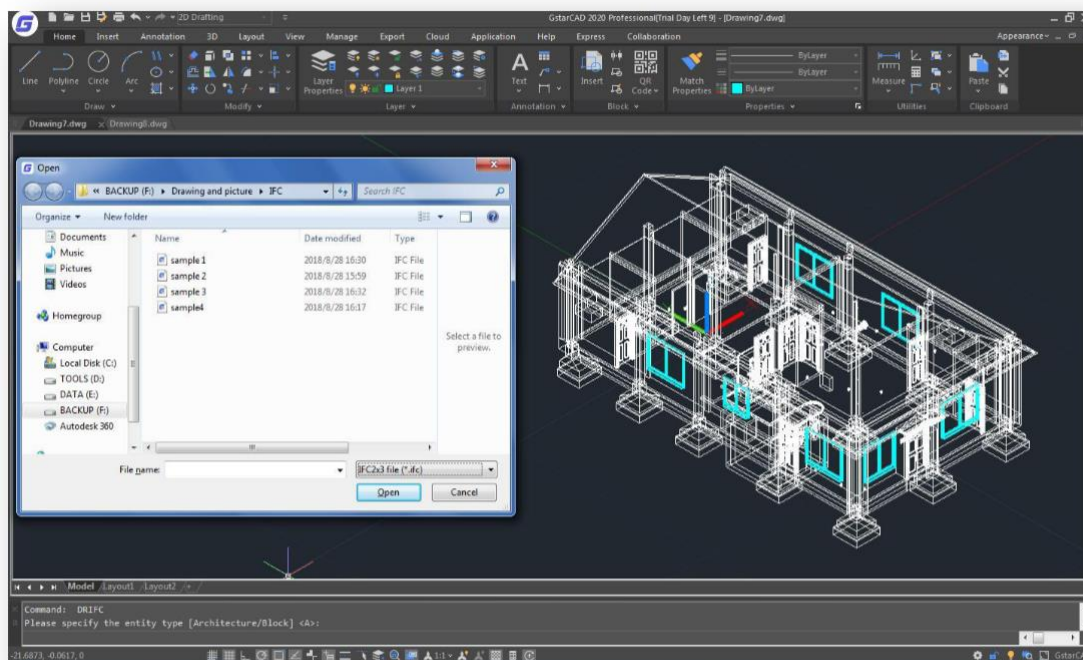 2D Drafting
GstarCAD 2020 Professional[Trial Day Left 9] - [Drawing7.dwg]
Home Insert Annotation 3D Layout View Manage Export Cloud Application Help Express Collaboration Appearance
Line Polyline Circle Arc
Layer Properties
Layer 1
Text
Insert
QR Code
Match Properties
ByLayer
ByLayer
ByLayer
Measure
Paste
Draw Modify Layer Annotation Block Properties Utilities Clipboard
Drawing7.dwg Drawing8.dwg
Open
BACKUP (F:) Drawing and picture IFC
Search IFC
Organize New folder
Documents
Music
Pictures
Videos
Homegroup
Computer
Local Disk (C:)
TOOLS (D:)
DATA (E:)
BACKUP (F:)
Autodesk 360
Name Date modified Type
sample 1 2018/8/28 16:30 IFC File
sample 2 2018/8/28 15:59 IFC File
sample 3 2018/8/28 16:32 IFC File
sample4 2018/8/28 16:17 IFC File
Select a file to
preview.
File name: IFC2x3 file (*.ifc)
Open Cancel
Model Layout1 Layout2
Command: DRIFC
Please specify the entity type [Architecture/Block] <A>:
-21.6873, -0.0617, 0
1:1
GstarCA